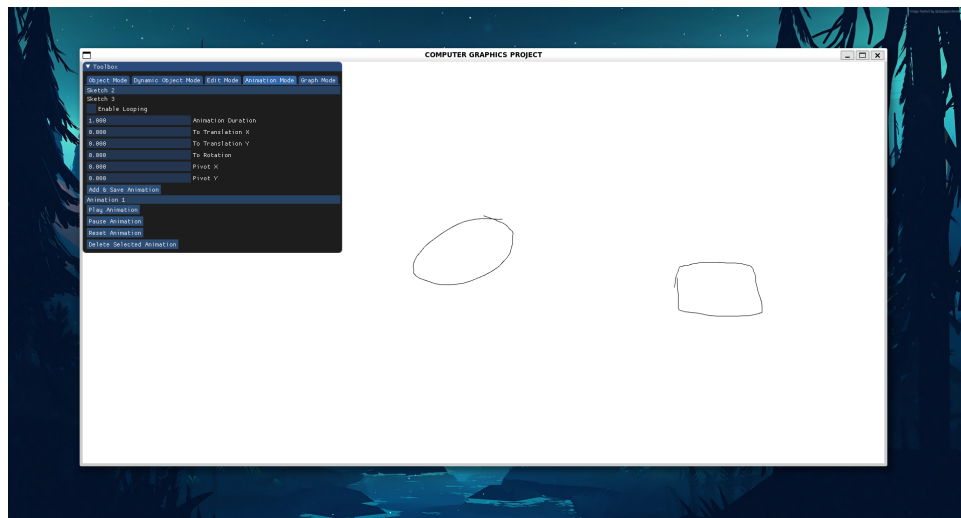 COMPUTER GRAPHICS PROJECT
Toolbox
Object Mode Dynamic Object Mode Edit Mode Animation Mode Graph Mode
Sketch 2
Sketch 3
Enable Looping
1.000 Animation Duration
0.000 To Translation X
0.000 To Translation Y
0.000 To Rotation
0.000 Pivot X
0.000 Pivot Y
Add & Save Animation
Animation 1
Play Animation
Pause Animation
Reset Animation
Delete Selected Animation